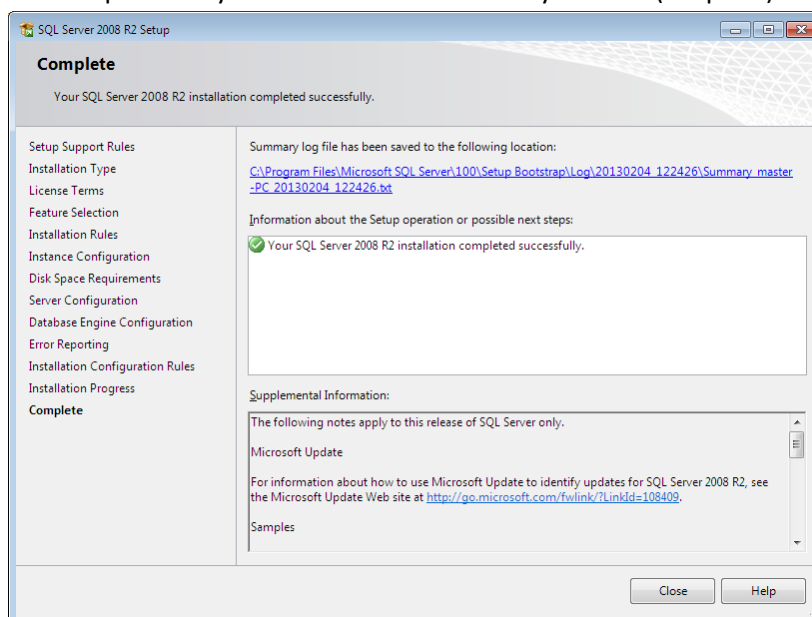 SQL Server 2008 R2 Setup
Complete
Your SQL Server 2008 R2 installation completed successfully.
Setup Support Rules
Installation Type
License Terms
Feature Selection
Installation Rules
Instance Configuration
Disk Space Requirements
Server Configuration
Database Engine Configuration
Error Reporting
Installation Configuration Rules
Installation Progress
Complete
Summary log file has been saved to the following location:
C:\Program Files\Microsoft SQL Server\100\Setup Bootstrap\Log\20130204_122426\Summary_master
-PC_20130204_122426.txt
Information about the Setup operation or possible next steps:
Your SQL Server 2008 R2 installation completed successfully.
Supplemental Information:
The following notes apply to this release of SQL Server only.
Microsoft Update
For information about how to use Microsoft Update to identify updates for SQL Server 2008 R2, see
the Microsoft Update Web site at http://go.microsoft.com/fwlink/?LinkId=108409.
Samples
Close
Help